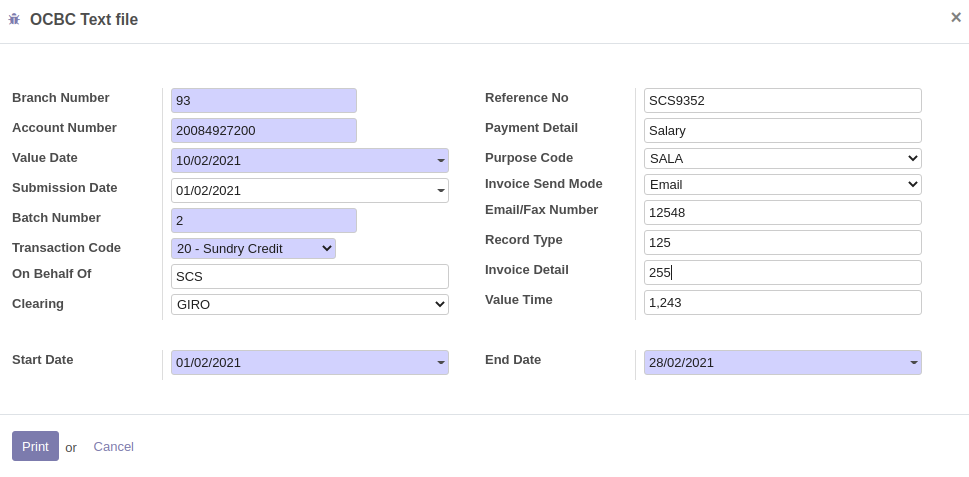 OCBC Text file ×
Branch Number 93 Reference No SCS9352
Account Number 20084927200 Payment Detail Salary
Value Date 10/02/2021 Purpose Code SALA
Submission Date 01/02/2021 Invoice Send Mode Email
Batch Number 2 Email/Fax Number 12548
Transaction Code 20 - Sundry Credit Record Type 125
On Behalf Of SCS Invoice Detail 255
Clearing GIRO Value Time 1,243
Start Date 01/02/2021 End Date 28/02/2021
Print or Cancel